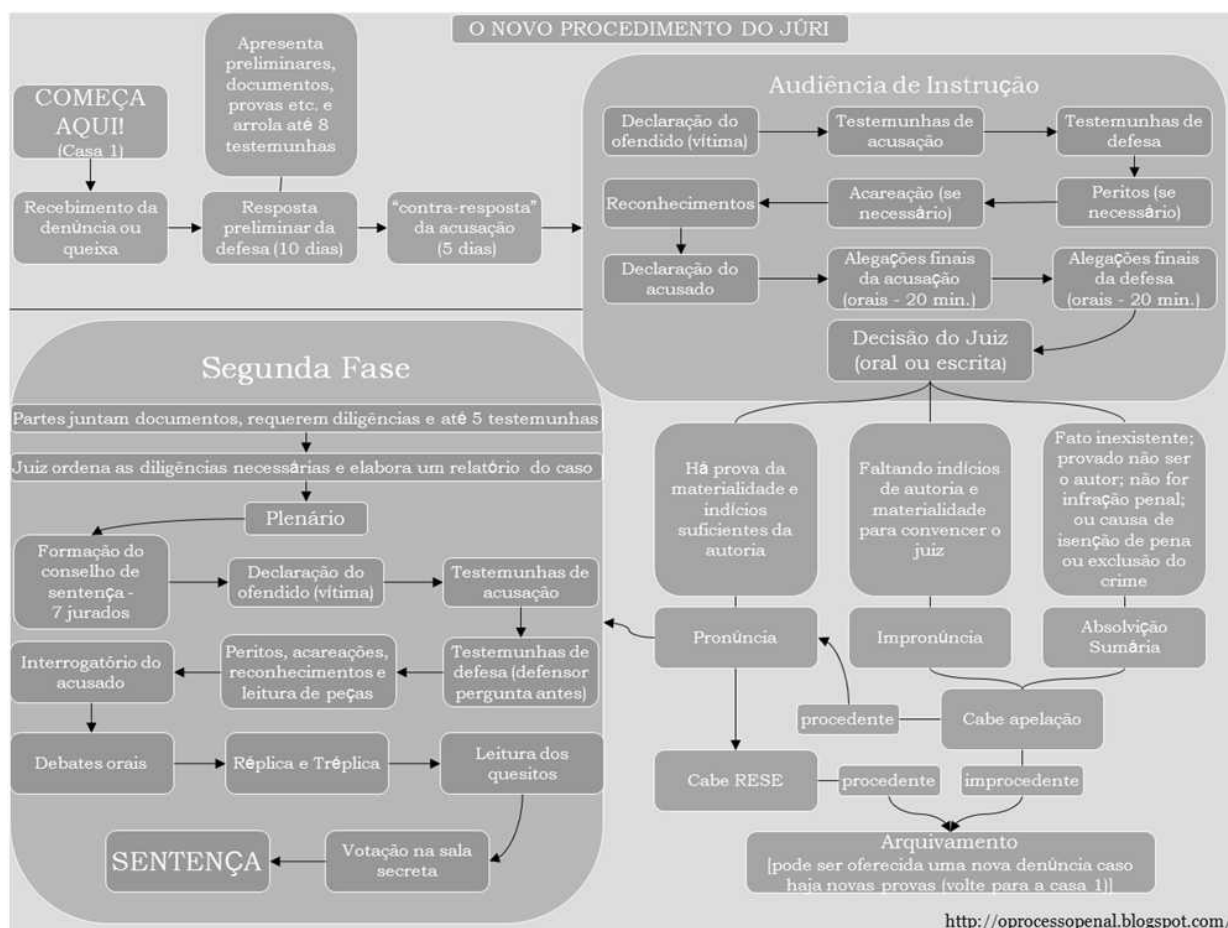 O NOVO PROCEDIMENTO DO JÚRI
COMEÇA
AQUI!
(Casa 1)
Apresenta
preliminares,
documentos,
provas etc. e
arrola até 8
testemunhas
Recebimento da
denúncia ou
queixa
Resposta
preliminar da
defesa (10 dias)
“contra-resposta”
da acusação
(5 dias)
Audiência de Instrução
Declaração do
ofendido (vítima)
Testemunhas de
acusação
Testemunhas de
defesa
Peritos (se
necessário)
Acareação (se
necessário)
Reconhecimentos
Declaração do
acusado
Alegações finais
da acusação
(orais - 20 min.)
Alegações finais
da defesa
(orais - 20 min.)
Decisão do Juiz
(oral ou escrita)
Há prova da
materialidade e
indícios
suficientes da
autoria
Faltando indícios
de autoria e
materialidade
para convencer o
juiz
Fato inexistente;
provado não ser
o autor; não for
infração penal;
ou causa de
isenção de pena
ou exclusão do
crime
Pronúncia
Impronúncia
Absolvição
Sumária
procedente
Cabe apelação
Cabe RESE
procedente
improcedente
Arquivamento
[pode ser oferecida uma nova denúncia caso
haja novas provas (volte para a casa 1)]
Segunda Fase
Partes juntam documentos, requerem diligências e até 5 testemunhas
Juiz ordena as diligências necessárias e elabora um relatório do caso
Plenário
Formação do
conselho de
sentença -
7 jurados
Declaração do
ofendido (vítima)
Testemunhas de
acusação
Testemunhas de
defesa (defensor
pergunta antes)
Peritos, acareações,
reconhecimentos e
leitura de peças
Interrogatório do
acusado
Debates orais
Réplica e Tréplica
Leitura dos
quesitos
Votação na sala
secreta
SENTENÇA
http://oprocessopenal.blogspot.com/